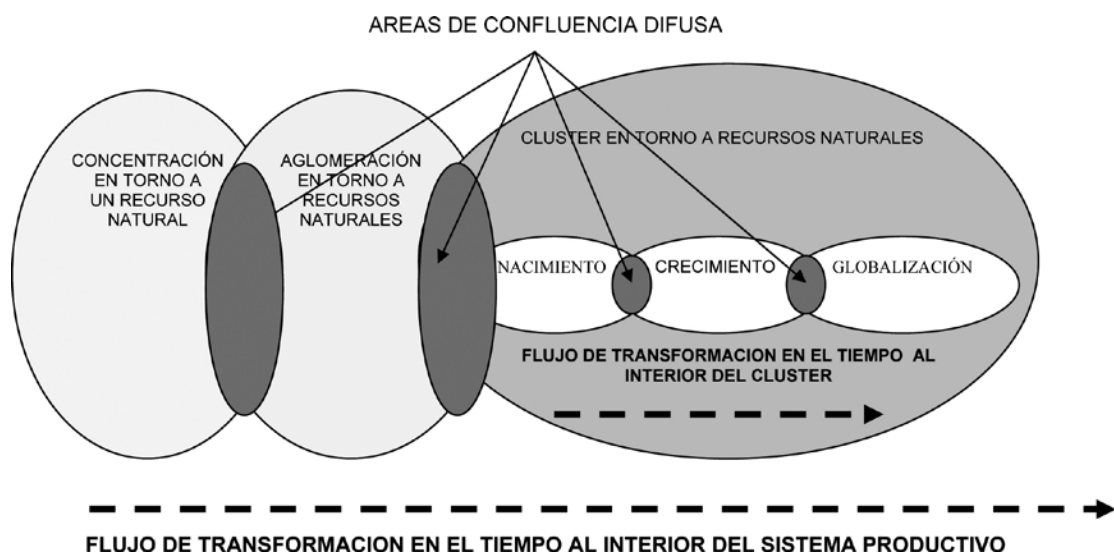 AREAS DE CONFLUENCIA DIFUSA
CONCENTRACIÓN
EN TORNO A
UN RECURSO
NATURAL
AGLOMERACIÓN
EN TORNO A
RECURSOS
NATURALES
CLUSTER EN TORNO A RECURSOS NATURALES
NACIMIENTO
CRECIMIENTO
GLOBALIZACIÓN
FLUJO DE TRANSFORMACION EN EL TIEMPO AL
INTERIOR DEL CLUSTER
FLUJO DE TRANSFORMACION EN EL TIEMPO AL INTERIOR DEL SISTEMA PRODUCTIVO